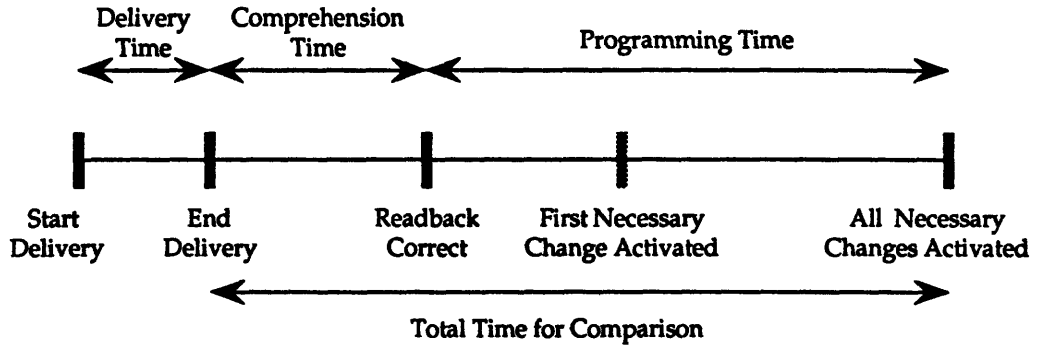 Delivery
Time
Comprehension
Time
Programming Time
Start
Delivery
End
Delivery
Readback
Correct
First Necessary
Change Activated
All Necessary
Changes Activated
Total Time for Comparison